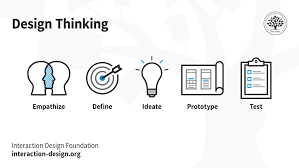 Design Thinking
Empathize
Define
Ideate
Prototype
Test
Interaction Design Foundation
interaction-design.org